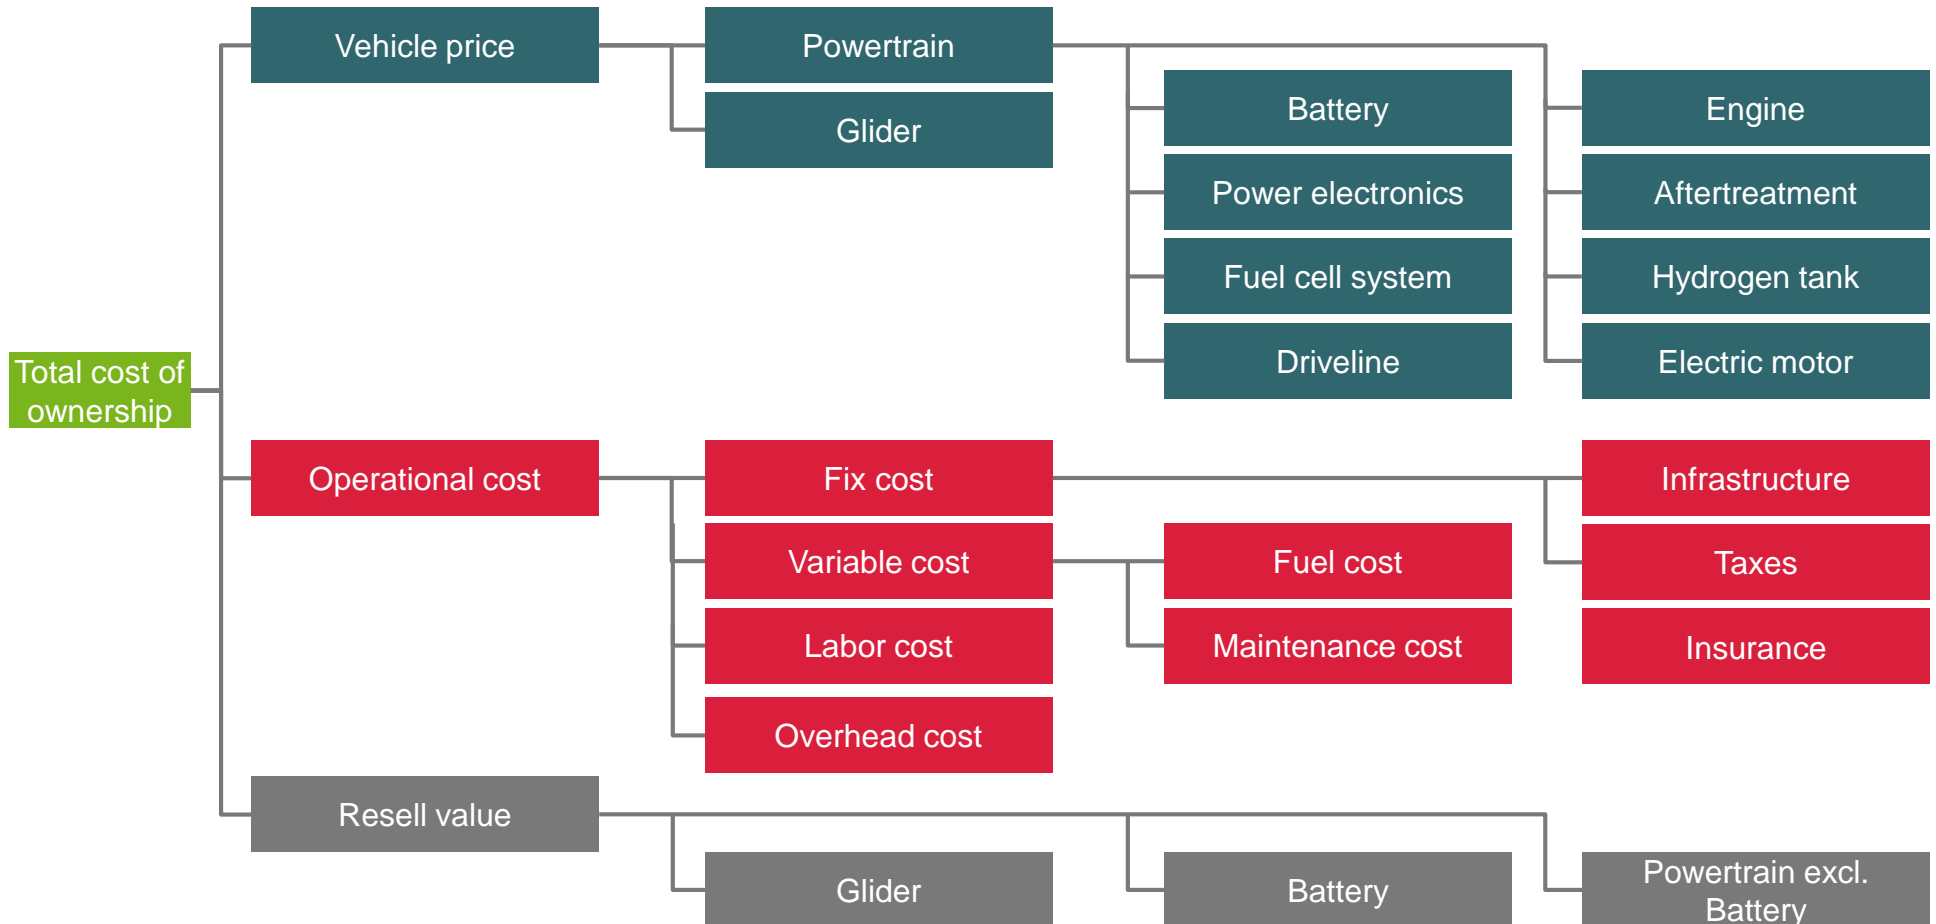 Vehicle price
Powertrain
Glider
Battery
Engine
Power electronics
Aftertreatment
Fuel cell system
Hydrogen tank
Driveline
Electric motor
Total cost of
ownership
Operational cost
Fix cost
Infrastructure
Variable cost
Fuel cost
Taxes
Labor cost
Maintenance cost
Insurance
Overhead cost
Resell value
Glider
Battery
Powertrain excl.
Battery